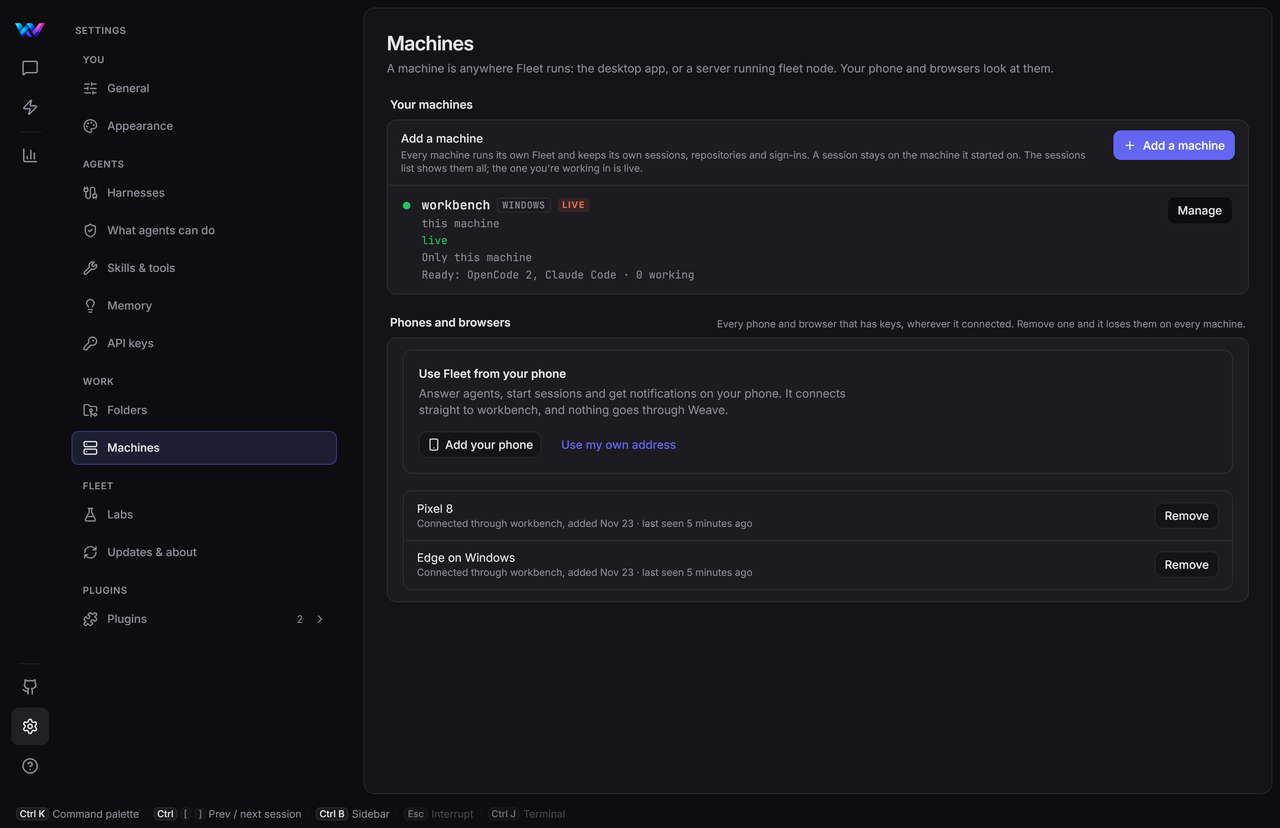 SETTINGS
YOU
General
Appearance
AGENTS
Harnesses
What agents can do
Skills & tools
Memory
API keys
WORK
Folders
Machines
FLEET
Labs
Updates & about
PLUGINS
Plugins 2
Machines
A machine is anywhere Fleet runs: the desktop app, or a server running fleet node. Your phone and browsers look at them.
Your machines
Add a machine
Every machine runs its own Fleet and keeps its own sessions, repositories and sign-ins. A session stays on the machine it started on. The sessions
list shows them all; the one you're working in is live.
Add a machine
workbench WINDOWS LIVE
this machine
live
Only this machine
Ready: OpenCode 2, Claude Code · 0 working
Manage
Phones and browsers
Every phone and browser that has keys, wherever it connected. Remove one and it loses them on every machine.
Use Fleet from your phone
Answer agents, start sessions and get notifications on your phone. It connects
straight to workbench, and nothing goes through Weave.
Add your phone
Use my own address
Pixel 8
Connected through workbench, added Nov 23 · last seen 5 minutes ago
Remove
Edge on Windows
Connected through workbench, added Nov 23 · last seen 5 minutes ago
Remove
Ctrl K Command palette · Ctrl [ ] Prev / next session · Ctrl B Sidebar · Esc Interrupt · Ctrl J Terminal